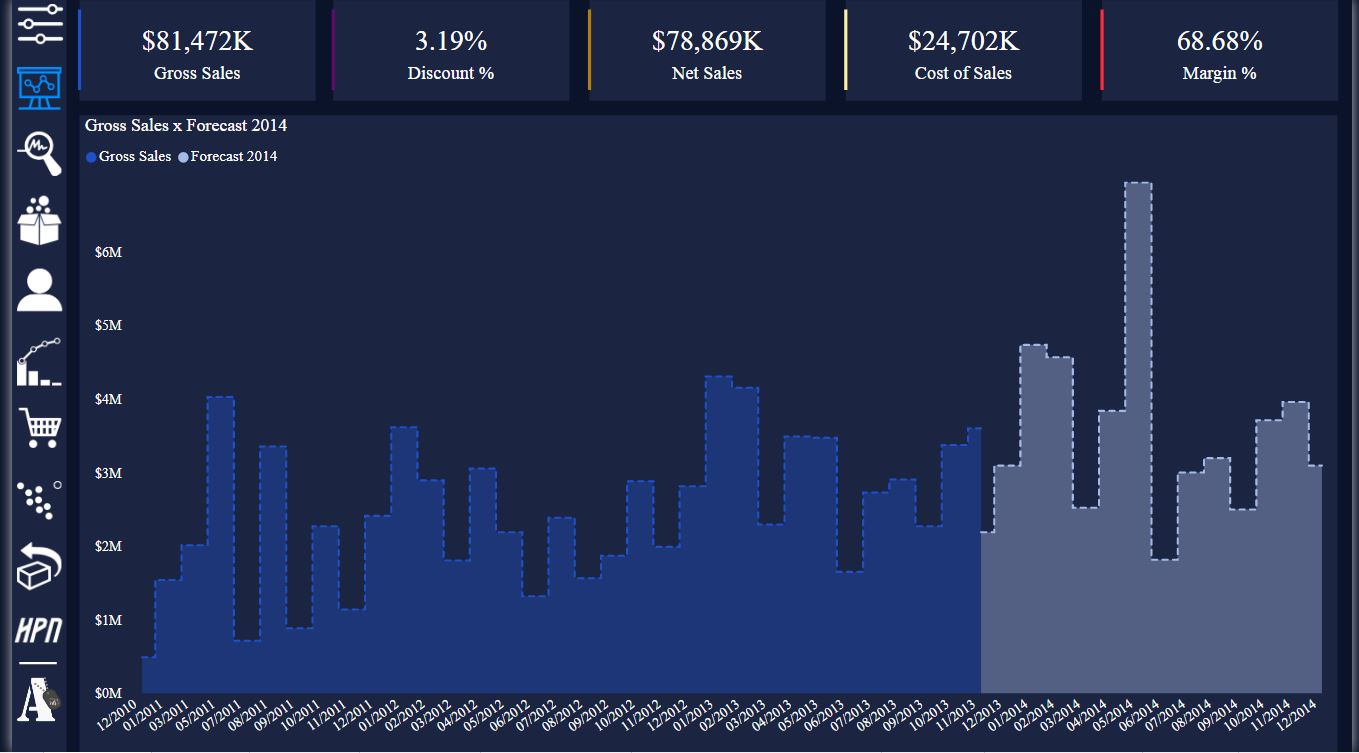 $81,472K
Gross Sales
3.19%
Discount %
$78,869K
Net Sales
$24,702K
Cost of Sales
68.68%
Margin %
Gross Sales x Forecast 2014
Gross Sales
Forecast 2014
$6M
$5M
$4M
$3M
$2M
$1M
$0M
12/2010
01/2011
03/2011
05/2011
07/2011
08/2011
09/2011
10/2011
11/2011
12/2011
01/2012
02/2012
03/2012
04/2012
05/2012
06/2012
07/2012
08/2012
09/2012
10/2012
11/2012
12/2012
01/2013
02/2013
03/2013
04/2013
05/2013
06/2013
07/2013
08/2013
09/2013
10/2013
11/2013
12/2013
01/2014
02/2014
03/2014
04/2014
05/2014
06/2014
07/2014
08/2014
09/2014
10/2014
11/2014
12/2014
HPN
A